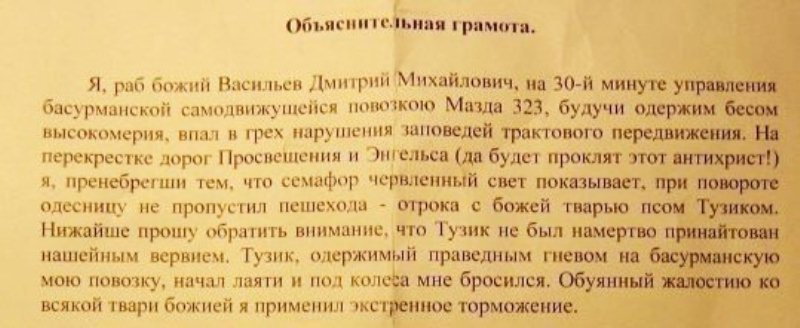 Объяснительная грамота.
Я, раб божий Васильев Дмитрий Михайлович, на 30-й минуте управления
басурманской самодвижущейся повозкою Мазда 323, будучи одержим бесом
высокомерия, впал в грех нарушения заповедей трактового передвижения. На
перекрестке дорог Просвещения и Энгельса (да будет проклят этот антихрист!)
я, пренебрегши тем, что семафор червленный свет показывает, при повороте
одесницу не пропустил пешехода - отрока с божей тварью псом Тузиком.
Нижайше прошу обратить внимание, что Тузик не был намертво принайтован
нашейным вервием. Тузик, одержимый праведным гневом на басурманскую
мою повозку, начал лаяти и под колеса мне бросился. Обуянный жалостию ко
всякой твари божией я применил экстренное торможение.